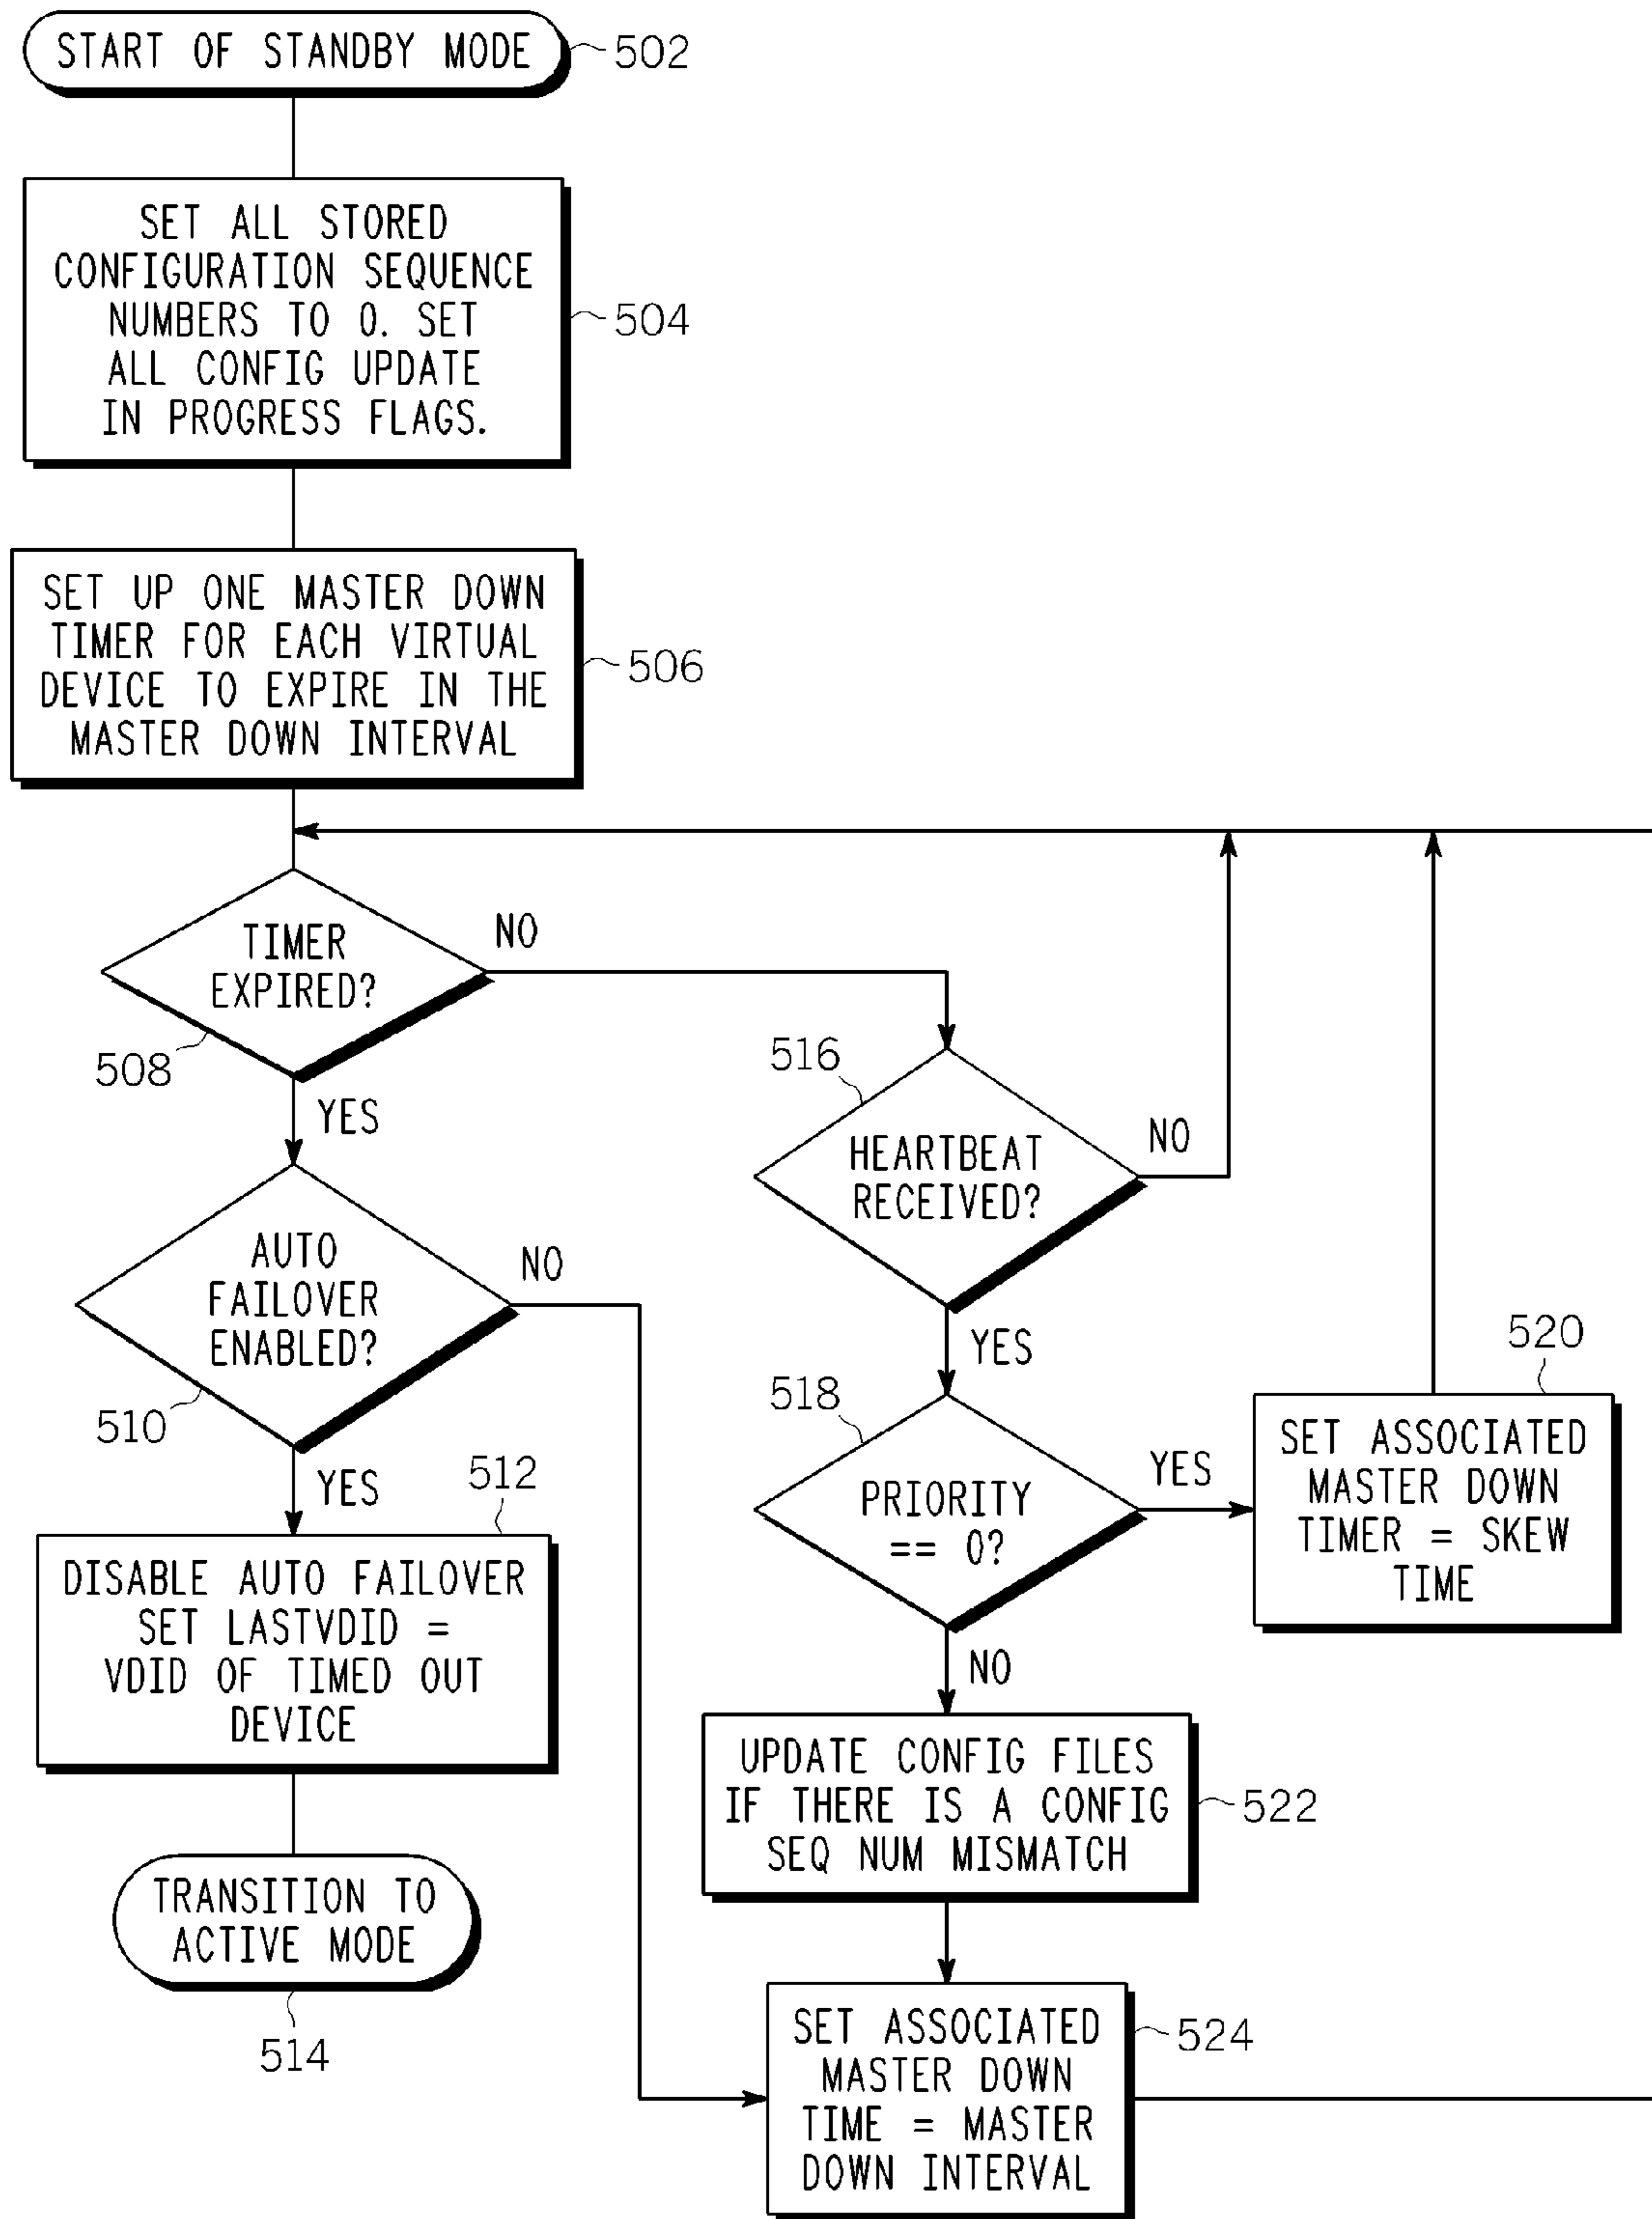 START OF STANDBY MODE
502
SET ALL STORED
CONFIGURATION SEQUENCE
NUMBERS TO 0. SET
ALL CONFIG UPDATE
IN PROGRESS FLAGS.
504
SET UP ONE MASTER DOWN
TIMER FOR EACH VIRTUAL
DEVICE TO EXPIRE IN THE
MASTER DOWN INTERVAL
506
TIMER
EXPIRED?
NO
508
YES
AUTO
FAILOVER
ENABLED?
NO
510
YES
512
DISABLE AUTO FAILOVER
SET LASTVDID =
VDID OF TIMED OUT
DEVICE
TRANSITION TO
ACTIVE MODE
514
516
HEARTBEAT
RECEIVED?
NO
YES
518
PRIORITY
== 0?
YES
520
SET ASSOCIATED
MASTER DOWN
TIMER = SKEW
TIME
NO
UPDATE CONFIG FILES
IF THERE IS A CONFIG
SEQ NUM MISMATCH
522
SET ASSOCIATED
MASTER DOWN
TIME = MASTER
DOWN INTERVAL
524